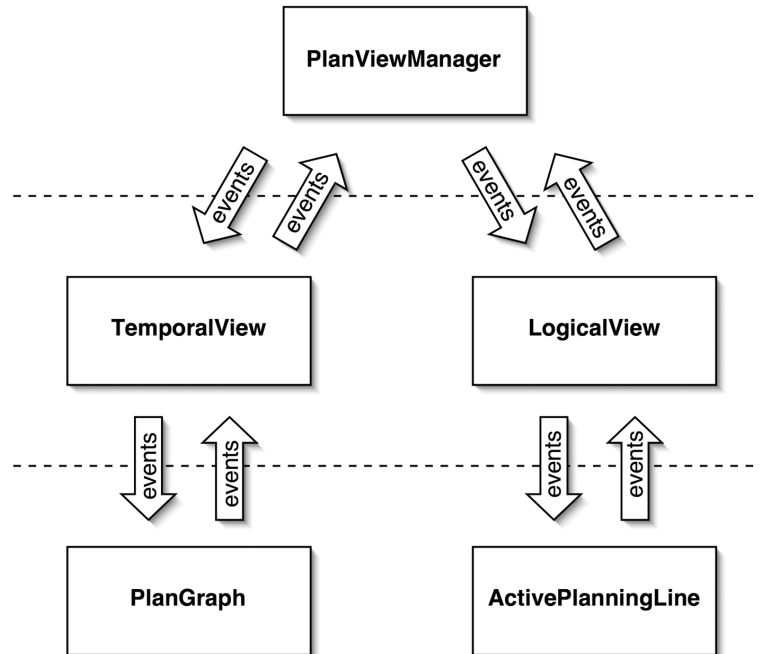 PlanViewManager
events
events
events
events
TemporalView
LogicalView
events
events
events
events
PlanGraph
ActivePlanningLine